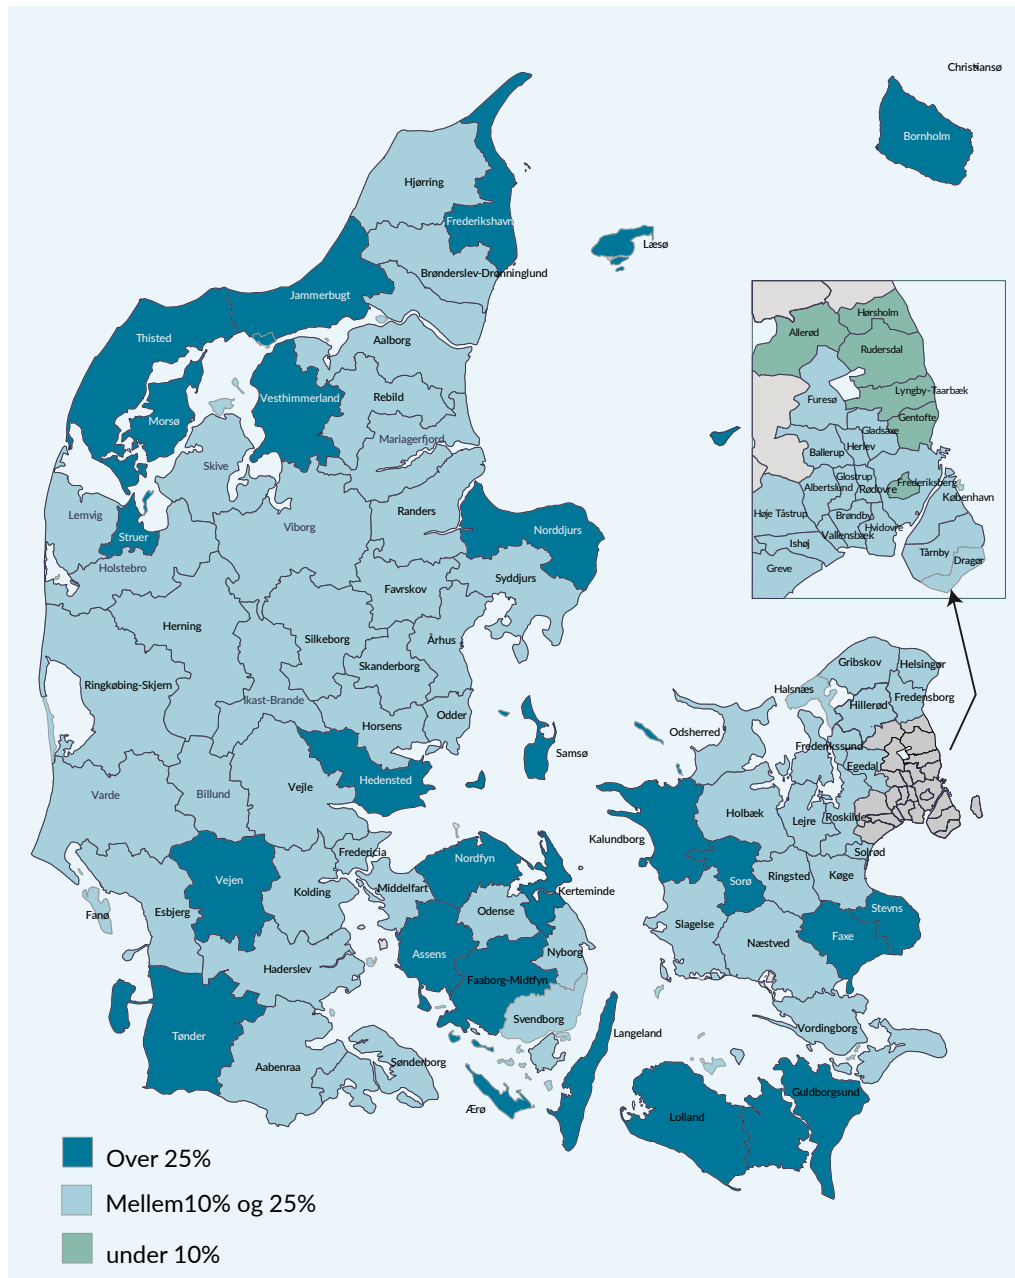 Christiansø
Bornholm
Hjørring
Frederikshavn
Læsø
Brønderslev-Drønninglund
Jammerbugt
Thisted
Aalborg
Vesthimmerland
Rebild
Morsø
Mariagerfjord
Skive
Lemvig
Struer
Viborg
Randers
Norddjurs
Holstebro
Syddjurs
Favrskov
Herning
Silkeborg
Århus
Skanderborg
Ringkøbing-Skjern
Ikast-Brande
Odder
Horsens
Samsø
Hedensted
Vejle
Billund
Varde
Fredericia
Vejen
Kolding
Middelfart
Nordfyn
Kerteminde
Odense
Esbjerg
Fanø
Assens
Nyborg
Haderslev
Faaborg-Midtfyn
Svendborg
Tønder
Langeland
Aabenraa
Sønderborg
Ærø
Hørsholm
Allerød
Rudersdal
Lyngby-Taarbæk
Furesø
Gentofte
Gladsaxe
Herlev
Ballerup
Glostrup
Frederiksberg
Albertslund
Rødovre
København
Høje Tåstrup
Brøndby
Hvidovre
Vallensbæk
Ishøj
Tårnby
Dragør
Greve
Gribskov
Helsingør
Halsnæs
Fredensborg
Hillerød
Odsherred
Frederikssund
Egedal
Holbæk
Lejre
Roskilde
Kalundborg
Solrød
Sorø
Ringsted
Køge
Stevns
Slagelse
Næstved
Faxe
Vordingborg
Guldborgsund
Lolland
Over 25%
Mellem10% og 25%
under 10%